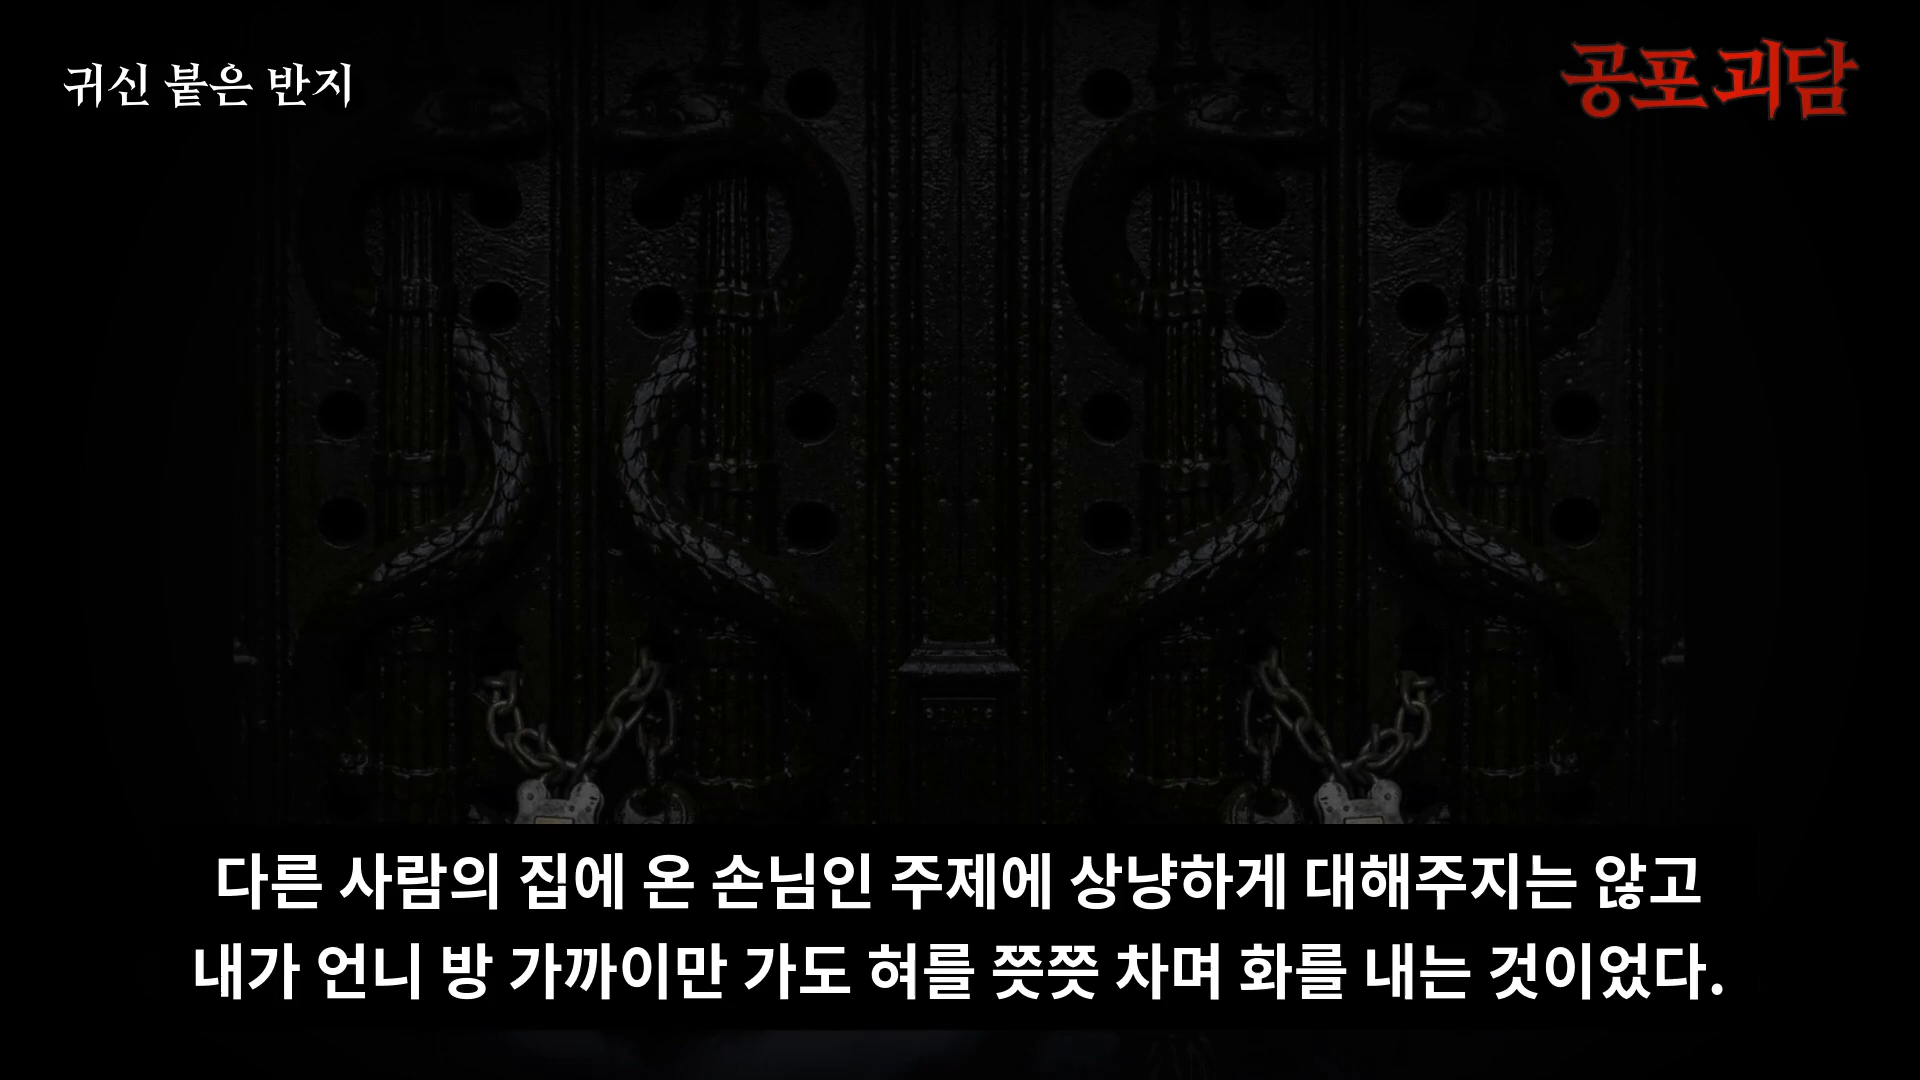 귀신 붙은 반지
공포 괴담
다른 사람의 집에 온 손님인 주제에 상냥하게 대해주지는 않고
내가 언니 방 가까이만 가도 혀를 쯧쯧 차며 화를 내는 것이었다.